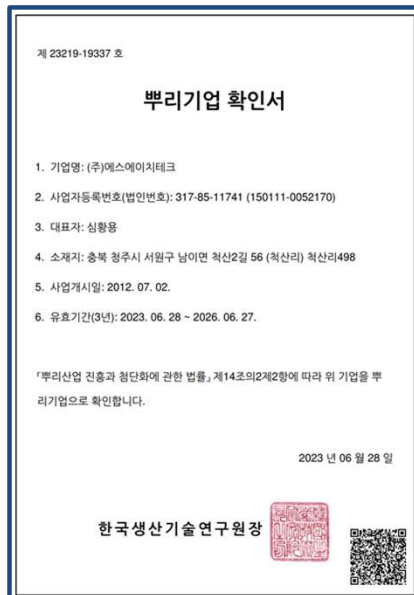 제 23219-19337 호
뿌리기업 확인서
1. 기업명: (주)에스에이치테크
2. 사업자등록번호(법인번호): 317-85-11741 (150111-0052170)
3. 대표자: 심황용
4. 소재지: 충북 청주시 서원구 남이면 척산2길 56 (척산리) 척산리498
5. 사업개시일: 2012. 07. 02.
6. 유효기간(3년): 2023. 06. 28 ~ 2026. 06. 27.
「뿌리산업 진흥과 첨단화에 관한 법률」 제14조의2제2항에 따라 위 기업을 뿌
리기업으로 확인합니다.
2023 년 06 월 28 일
한국생산기술연구원장